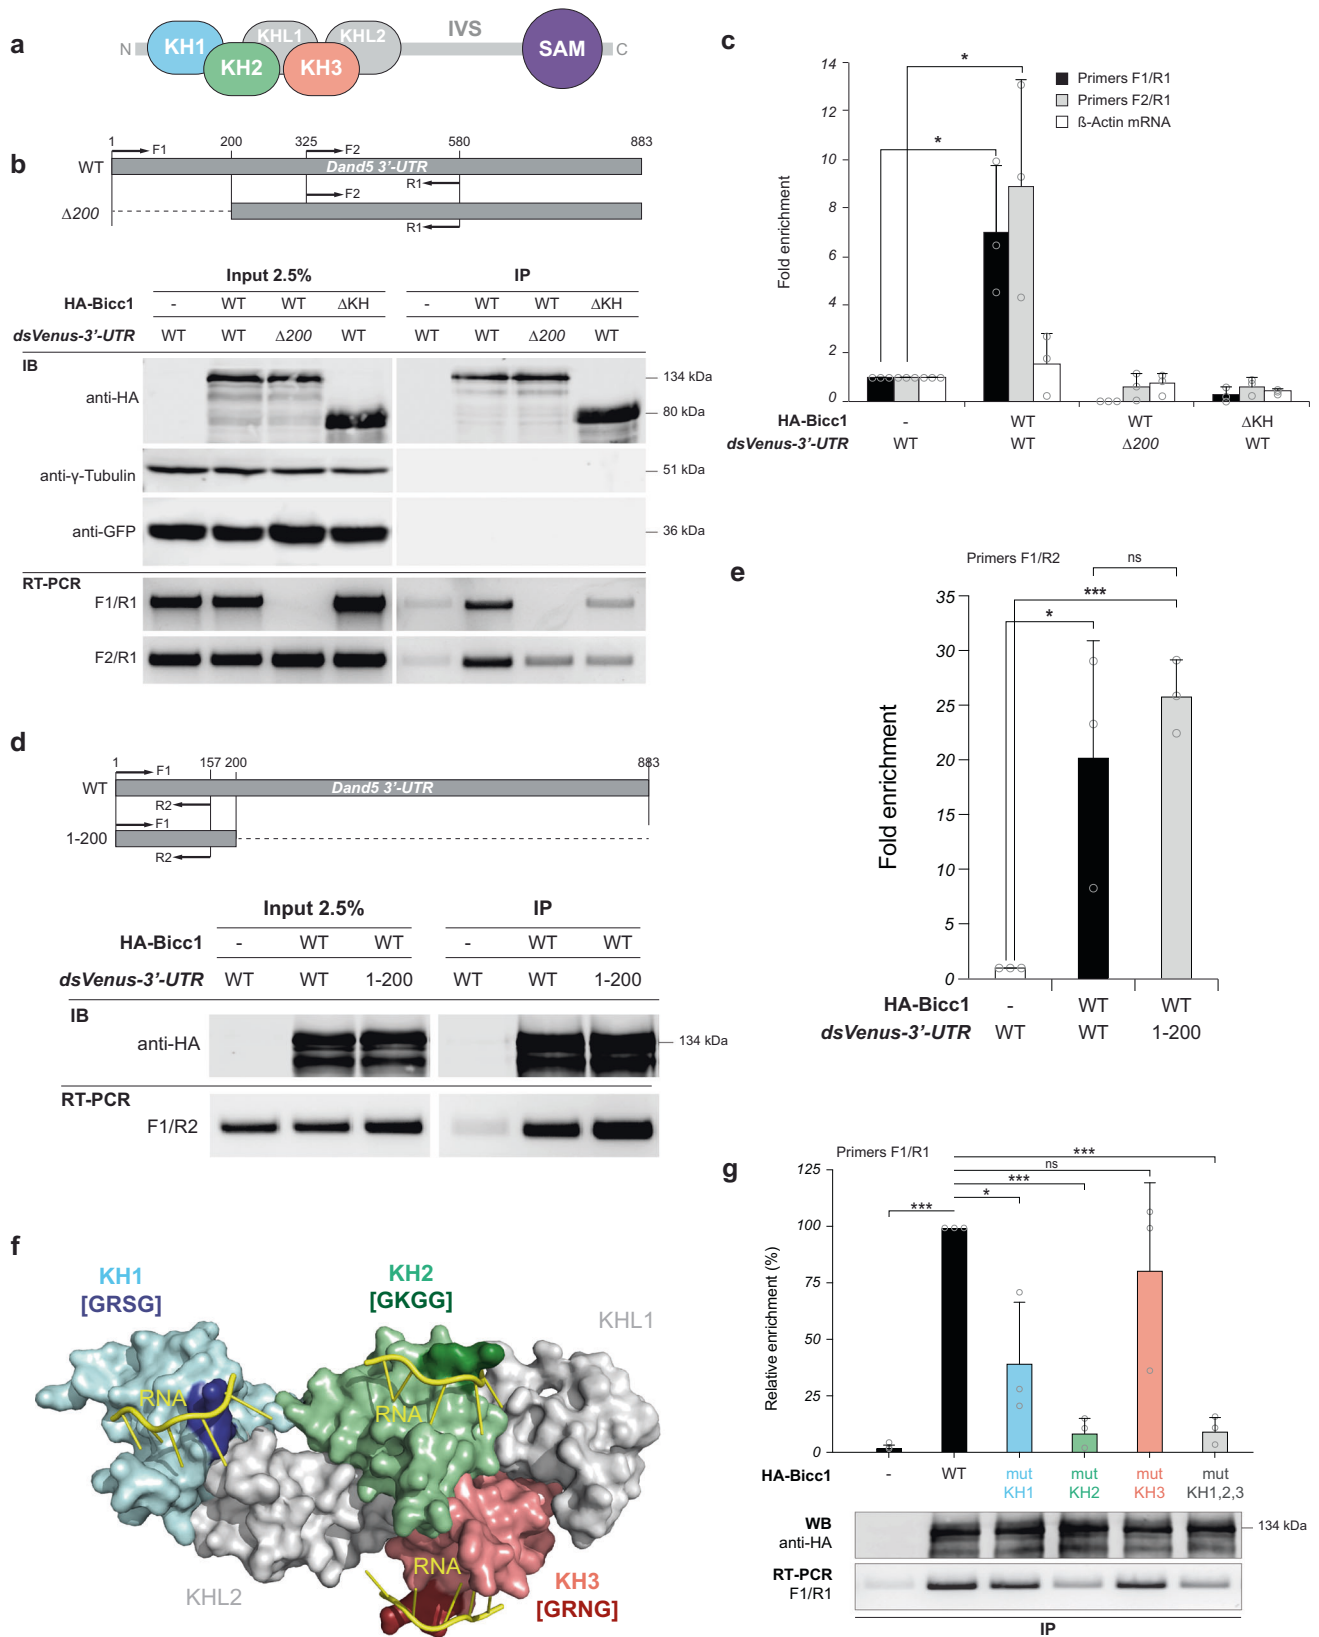 a
N KH1 KH2 KHL1 KH3 KHL2 IVS SAM C
b
1 F1 200 325 F2 580 883
WT Dand5 3'-UTR
R1 F2
Δ200
R1
Input 2.5% IP
HA-Bicc1 - WT WT ΔKH - WT WT ΔKH
dsVenus-3'-UTR WT WT Δ200 WT WT WT Δ200 WT
IB
anti-HA 134 kDa
80 kDa
anti-γ-Tubulin 51 kDa
anti-GFP 36 kDa
RT-PCR
F1/R1
F2/R1
c
Fold enrichment
14
12
10
8
6
4
2
0
* *
Primers F1/R1
Primers F2/R1
ß-Actin mRNA
HA-Bicc1 - WT WT ΔKH
dsVenus-3'-UTR WT WT Δ200 WT
d
1 F1 157 200 883
WT Dand5 3'-UTR
R2
F1
1-200
R2
Input 2.5% IP
HA-Bicc1 - WT WT - WT WT
dsVenus-3'-UTR WT WT 1-200 WT WT 1-200
IB
anti-HA 134 kDa
RT-PCR
F1/R2
e
Primers F1/R2
ns
***
*
Fold enrichment
35
30
25
20
15
10
5
0
HA-Bicc1 - WT WT
dsVenus-3'-UTR WT WT 1-200
f
KH1
[GRSG]
KH2
[GKGG]
KHL1
RNA
RNA
KHL2
RNA
KH3
[GRNG]
g
Primers F1/R1
***
ns
***
*
***
Relative enrichment (%)
125
100
75
50
25
0
HA-Bicc1 - WT mut KH1 mut KH2 mut KH3 mut KH1,2,3
WB
anti-HA 134 kDa
RT-PCR
F1/R1
IP